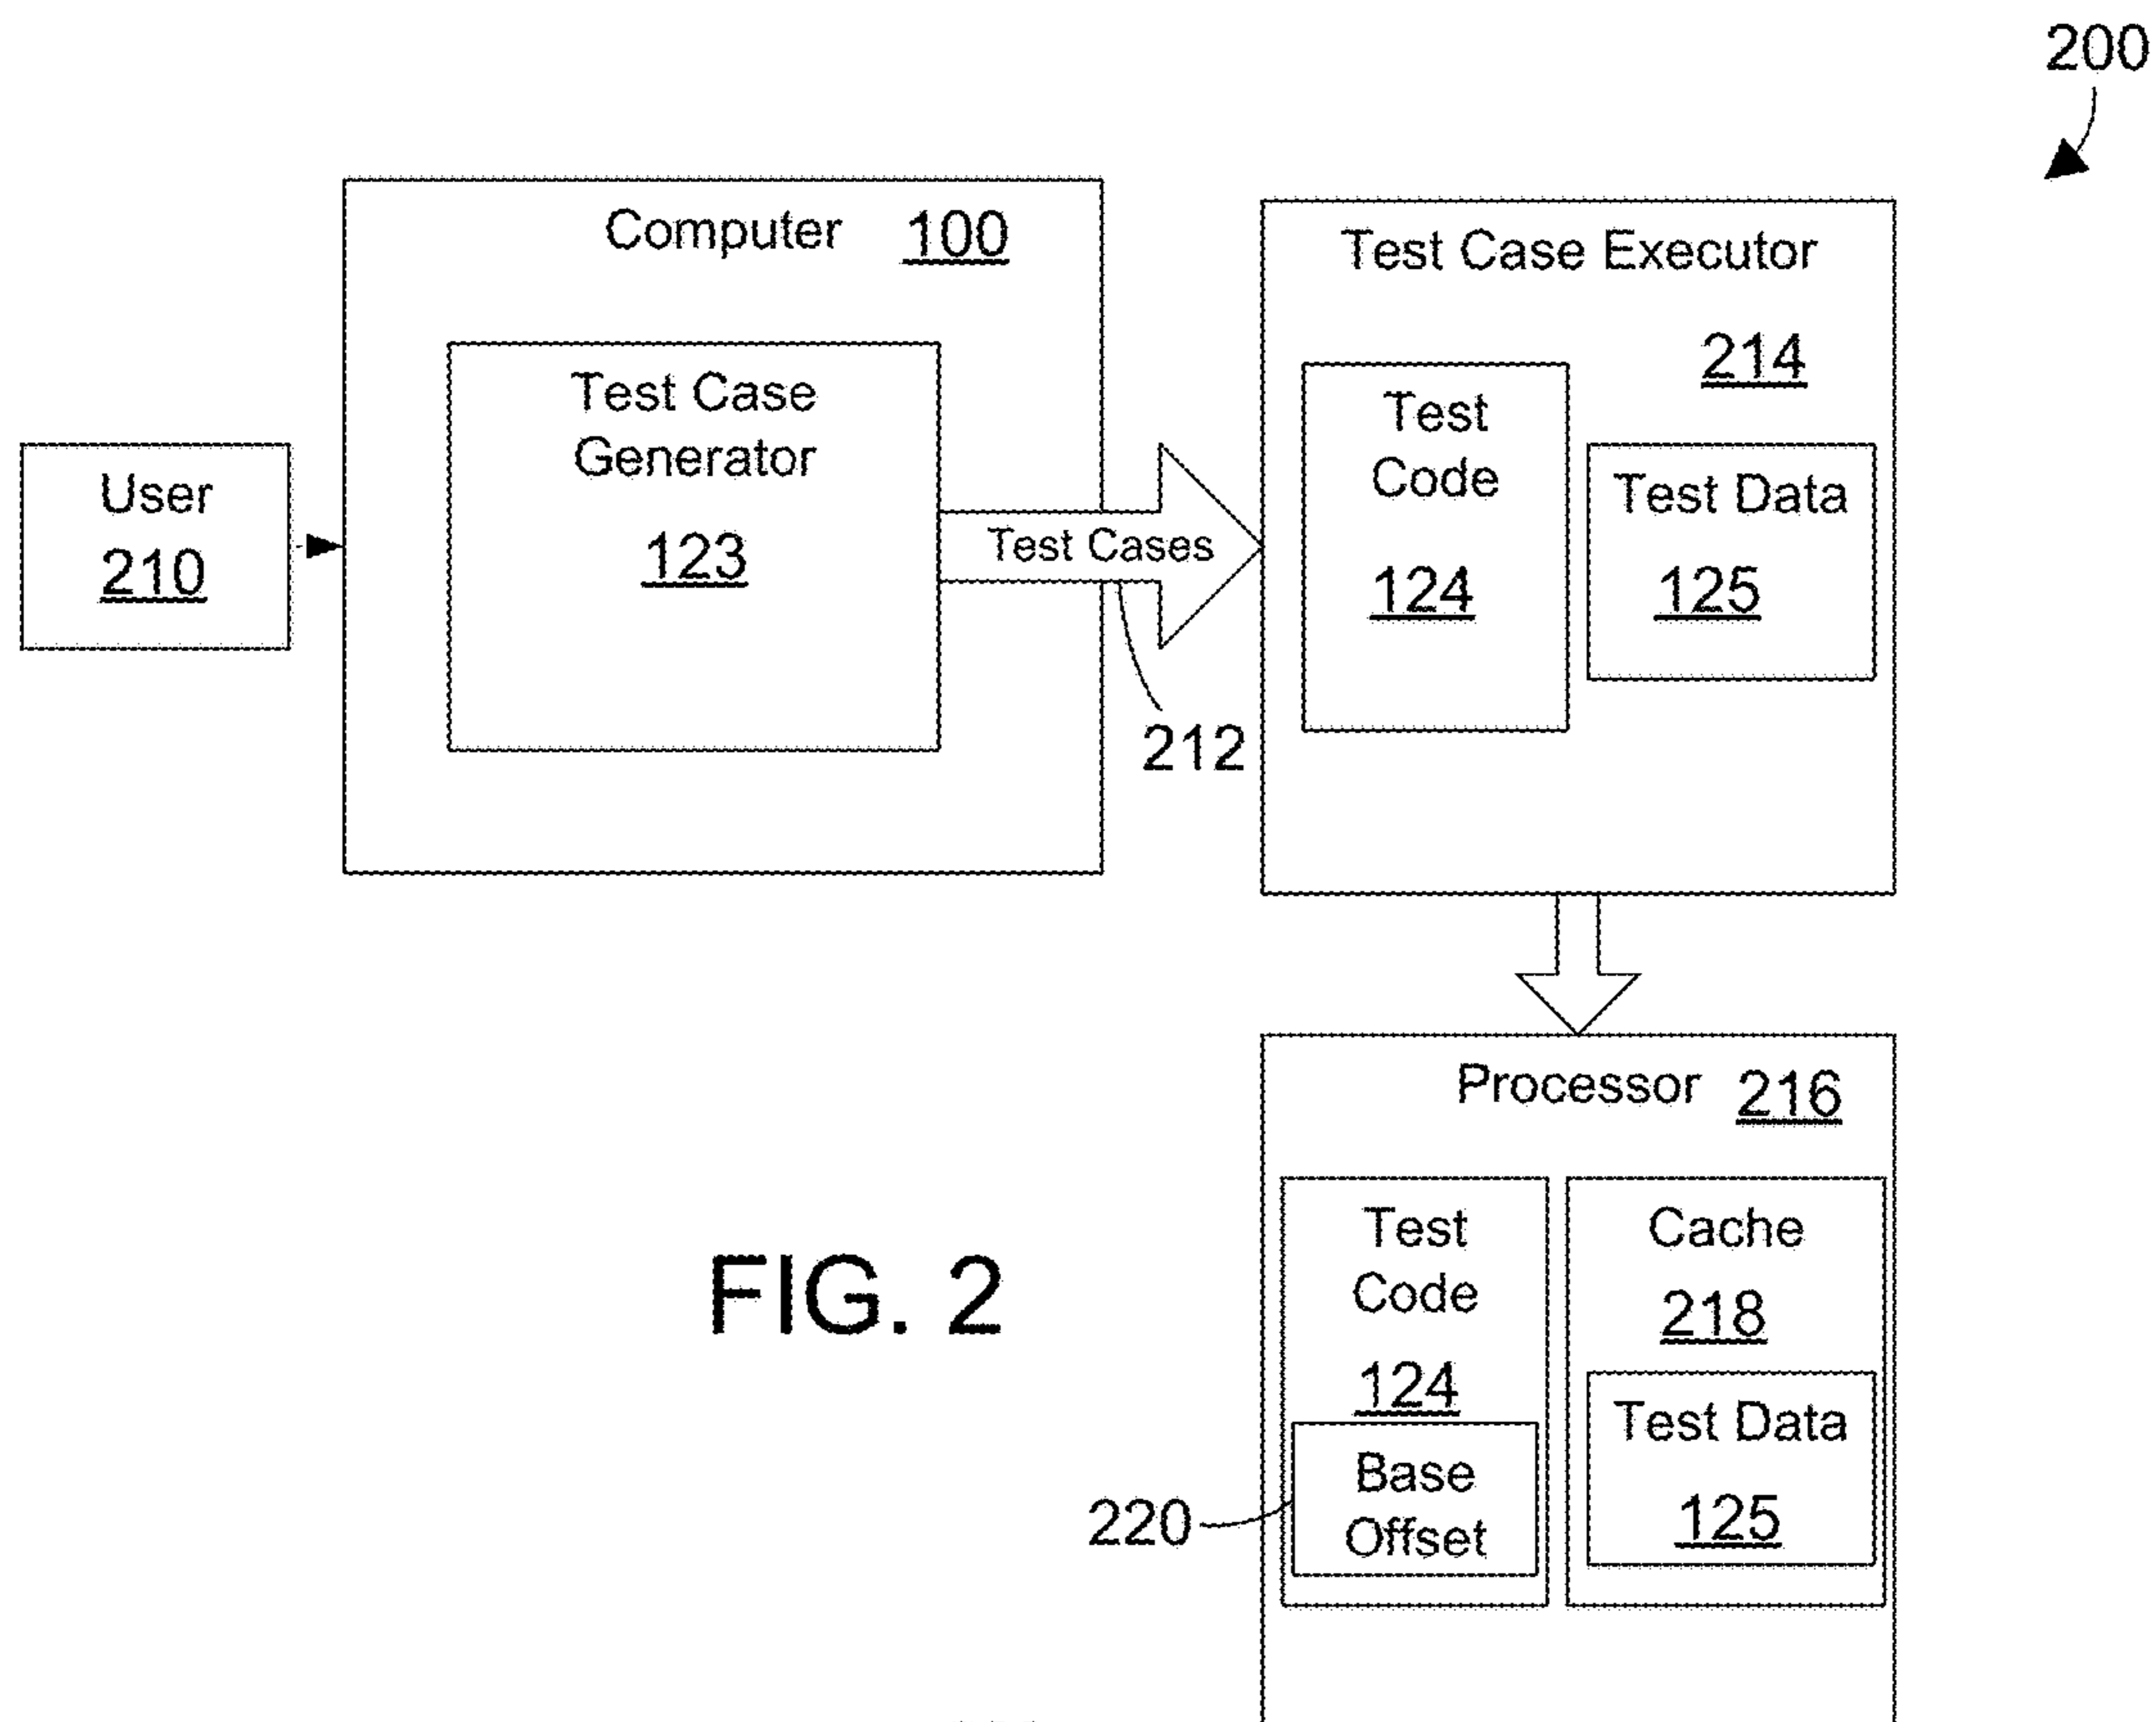 200
Computer 100
Test Case
Generator
123
User
210
Test Cases
212
Test Case Executor
214
Test
Code
124
Test Data
125
Processor 216
Test
Code
124
Base
Offset
220
Cache
218
Test Data
125
FIG. 2